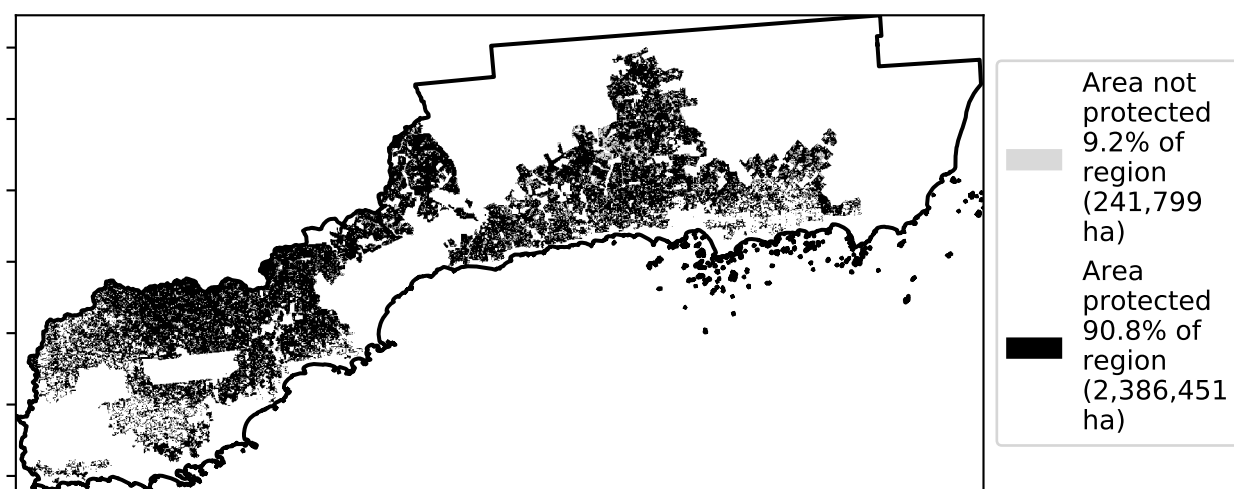 Area not
protected
9.2% of
region
(241,799
ha)
Area
protected
90.8% of
region
(2,386,451
ha)